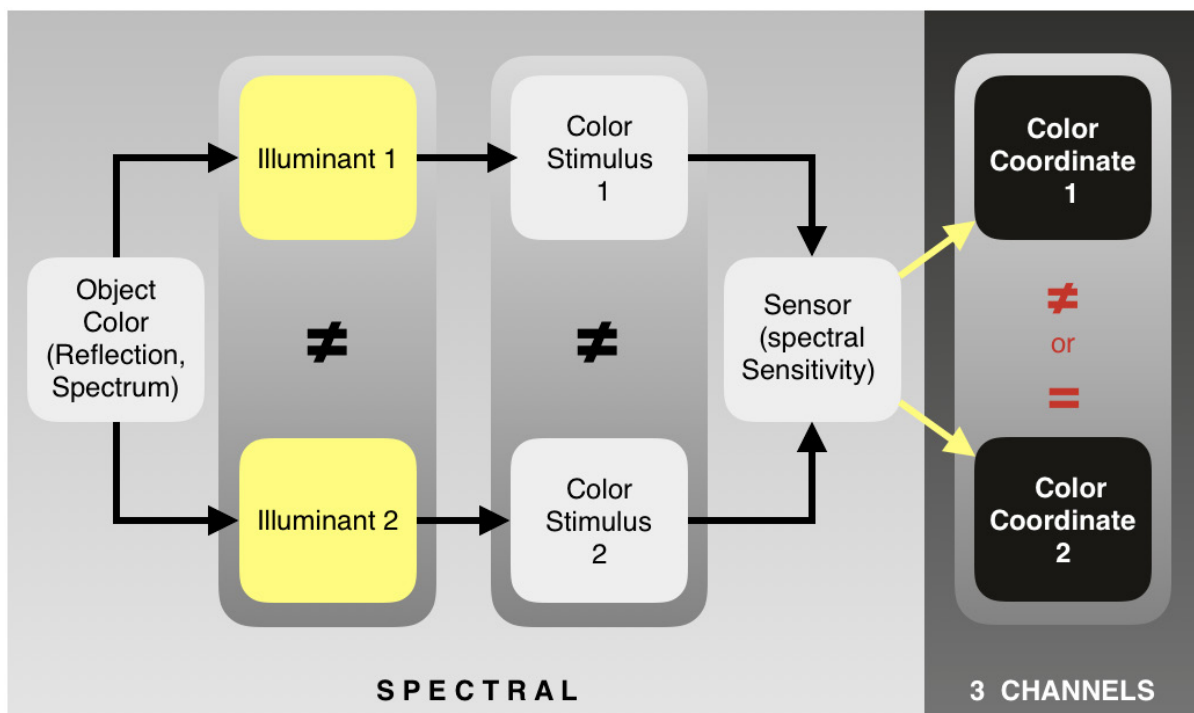 Illuminant 1
Color
Stimulus
1
Color
Coordinate
1
Object
Color
(Reflection,
Spectrum)
≠
≠
Sensor
(spectral
Sensitivity)
≠
or
=
Illuminant 2
Color
Stimulus
2
Color
Coordinate
2
SPECTRAL
3 CHANNELS